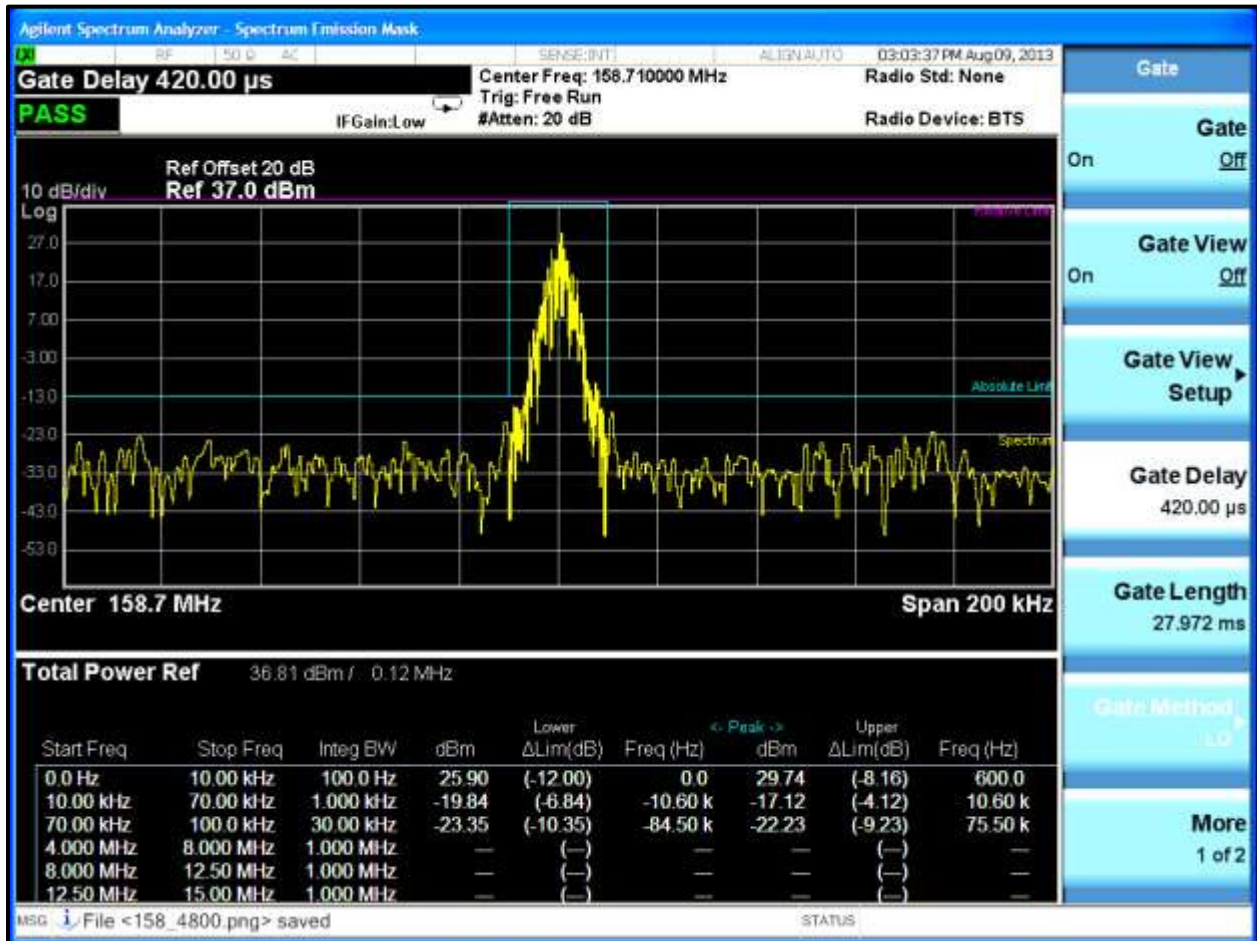 Agilent Spectrum Analyzer - Spectrum Emission Mask
RF 50 Ω AC SENSE:INT ALIGN AUTO 03:03:37 PM Aug 09, 2013
Gate Delay 420.00 µs
Center Freq: 158.710000 MHz
Radio Std: None
Trig: Free Run
PASS
IFGain:Low
#Atten: 20 dB
Radio Device: BTS
Ref Offset 20 dB
10 dB/div Ref 37.0 dBm
Log
Relative Limit
27.0
17.0
7.00
-3.00
-13.0
Absolute Limit
-23.0
Spectrum
-33.0
-43.0
-53.0
Center 158.7 MHz
Span 200 kHz
Total Power Ref 36.81 dBm / 0.12 MHz
Lower <- Peak -> Upper
Start Freq Stop Freq Integ BW dBm ΔLim(dB) Freq (Hz) dBm ΔLim(dB) Freq (Hz)
0.0 Hz 10.00 kHz 100.0 Hz 25.90 (-12.00) 0.0 29.74 (-8.16) 600.0
10.00 kHz 70.00 kHz 1.000 kHz -19.84 (-6.84) -10.60 k -17.12 (-4.12) 10.60 k
70.00 kHz 100.0 kHz 30.00 kHz -23.35 (-10.35) -84.50 k -22.23 (-9.23) 75.50 k
4.000 MHz 8.000 MHz 1.000 MHz — (—) — — (—) —
8.000 MHz 12.50 MHz 1.000 MHz — (—) — — (—) —
12.50 MHz 15.00 MHz 1.000 MHz — (—) — — (—) —
MSG File <158_4800.png> saved
STATUS
Gate
Gate
On Off
Gate View
On Off
Gate View
Setup
Gate Delay
420.00 µs
Gate Length
27.972 ms
Gate Method
LO
More
1 of 2